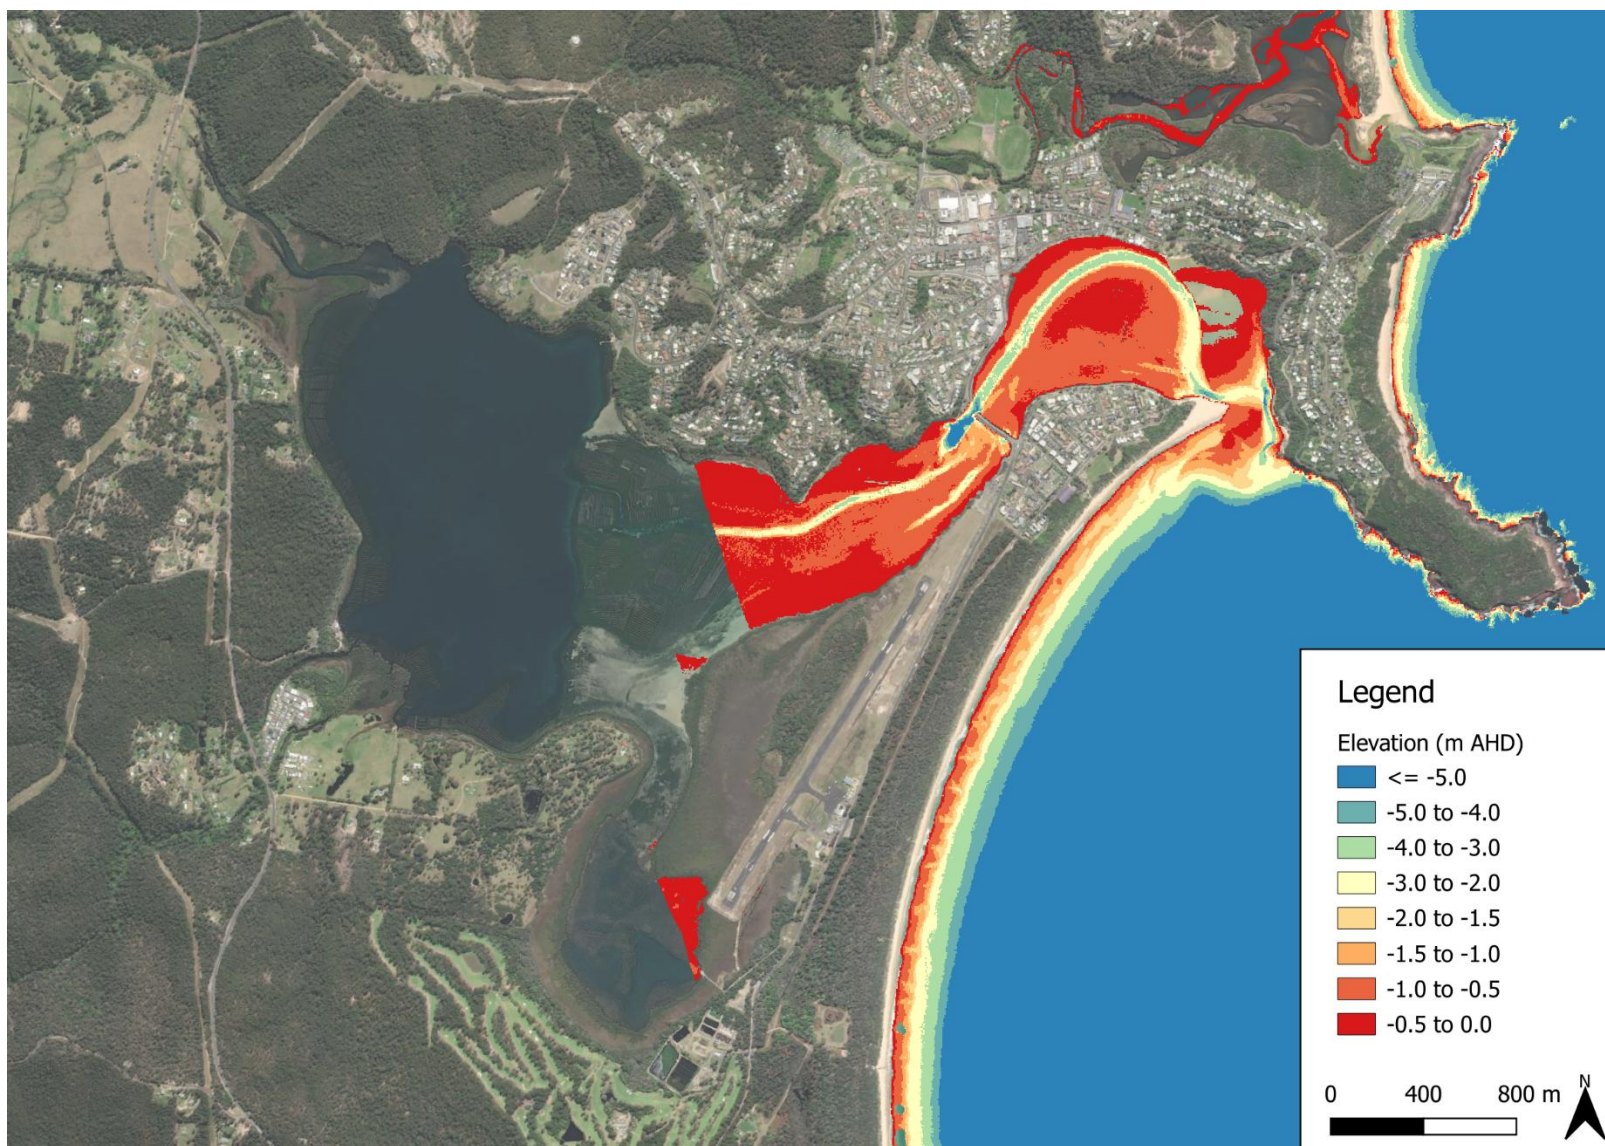 Legend
Elevation (m AHD)
<= -5.0
-5.0 to -4.0
-4.0 to -3.0
-3.0 to -2.0
-2.0 to -1.5
-1.5 to -1.0
-1.0 to -0.5
-0.5 to 0.0
0 400 800 m
N